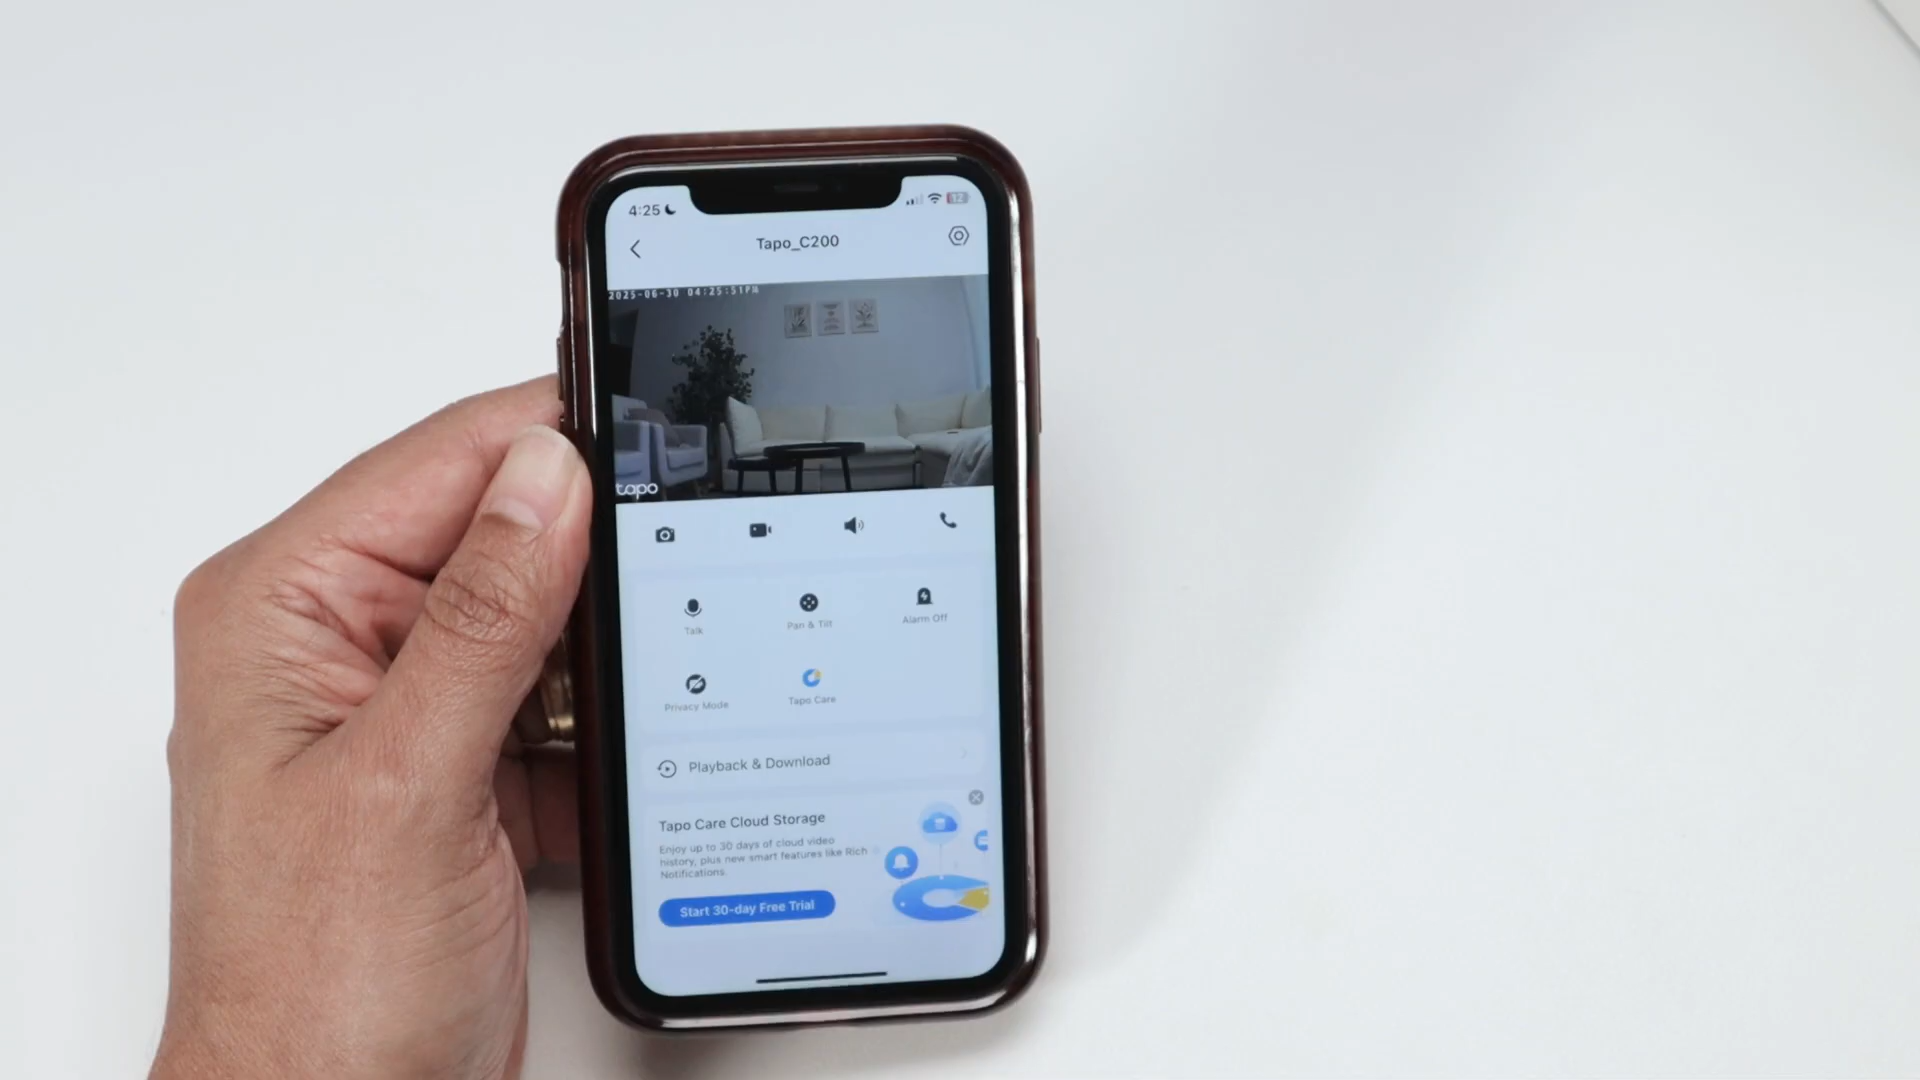 4:25
12
Tapo_C200
2025-06-30 04:25:51PM
tapo
Talk
Pan & Tilt
Alarm Off
Privacy Mode
Tapo Care
Playback & Download
Tapo Care Cloud Storage
Enjoy up to 30 days of cloud video
history, plus new smart features like Rich
Notifications.
Start 30-day Free Trial